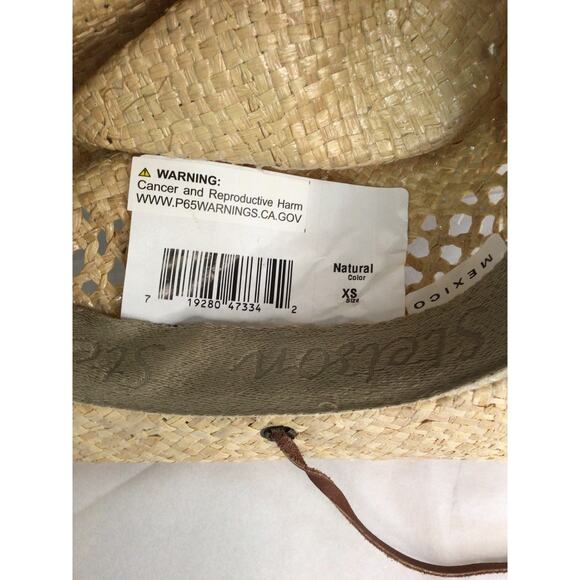 ⚠ WARNING:
Cancer and Reproductive Harm
WWW.P65WARNINGS.CA.GOV
Natural
Color
XS
Size
7 19280 47334 2
MEXICO
Stetson Ste